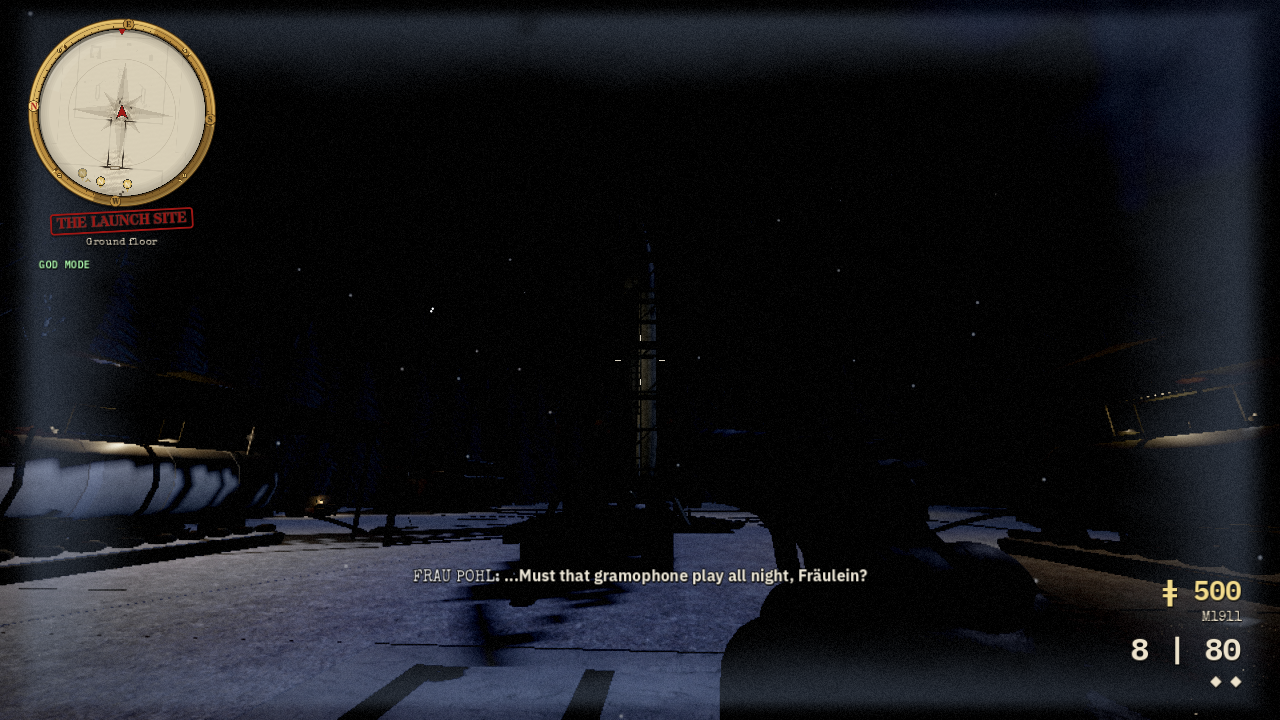 E
N
S
W
THE LAUNCH SITE
Ground floor
GOD MODE
FRAU POHL: ...Must that gramophone play all night, Fräulein?
500
M1911
8 | 80